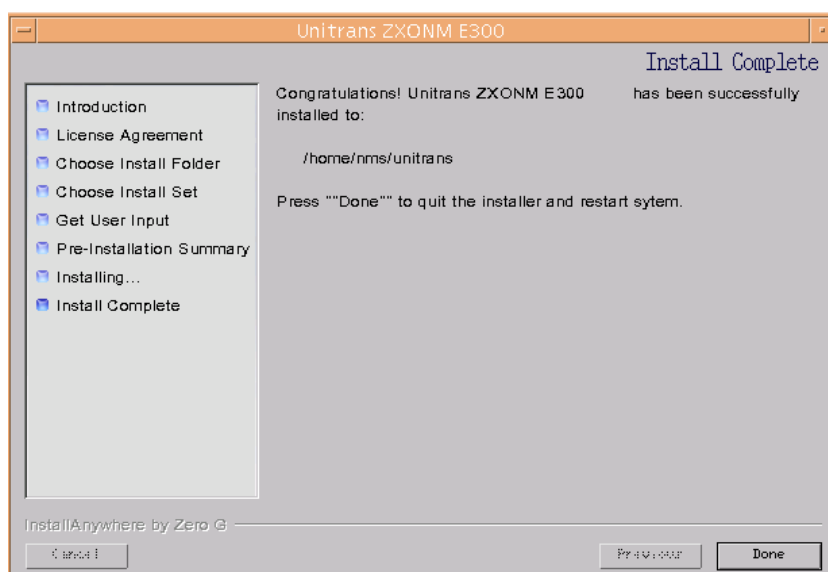 Unitrans ZXONM E300
Install Complete
Introduction
License Agreement
Choose Install Folder
Choose Install Set
Get User Input
Pre-Installation Summary
Installing...
Install Complete
Congratulations! Unitrans ZXONM E300 has been successfully
installed to:
/home/nms/unitrans
Press ""Done"" to quit the installer and restart sytem.
InstallAnywhere by Zero G
Cancel
Previous
Done